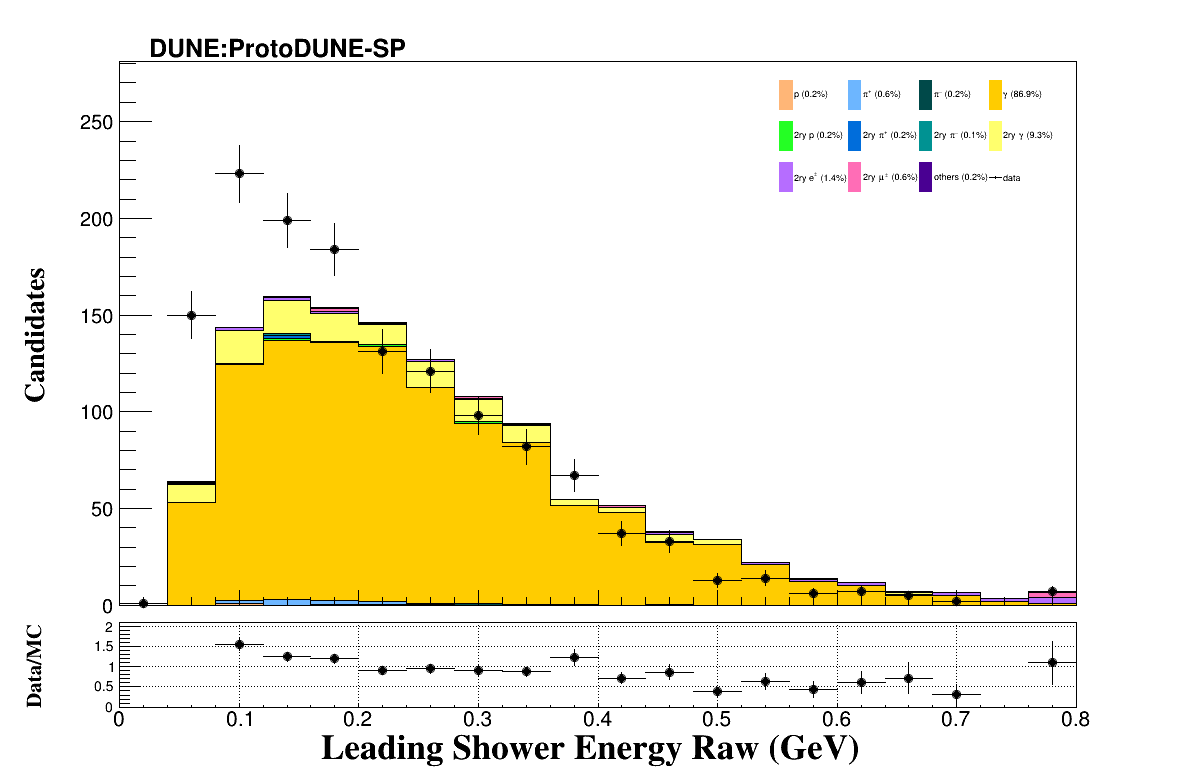 DUNE:ProtoDUNE-SP
p (0.2%) π⁺ (0.6%) π⁻ (0.2%) γ (86.9%)
2ry p (0.2%) 2ry π⁺ (0.2%) 2ry π⁻ (0.1%) 2ry γ (9.3%)
2ry e± (1.4%) 2ry μ± (0.6%) others (0.2%) data
Candidates
250
200
150
100
50
0
Data/MC
2
1.5
1
0.5
0
0 0.1 0.2 0.3 0.4 0.5 0.6 0.7 0.8
Leading Shower Energy Raw (GeV)